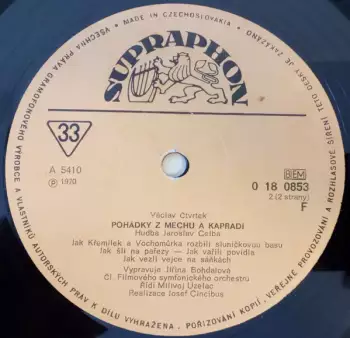 MADE IN CZECHOSLOVAKIA
SUPRAPHON
33
A 5410
Ⓟ 1970
BIEM
0 18 0853
2 (2 strany)
F
Václav Čtvrtek
POHÁDKY Z MECHU A KAPRADÍ
Hudba Jaroslav Celba
Jak Křemílek a Vochomůrka rozbili sluníčkovou basu
Jak šli na pařezy — Jak vařili povidla
Jak vezli vejce na sáňkách
Vypravuje Jiřina Bohdalová
Čl. Filmového symfonického orchestru
Řídí Milivoj Uzelac
Realizace Josef Cincibus
VŠECHNA PRÁVA GRAMOFONOVÉHO VÝROBCE A VLASTNÍKŮ AUTORSKÝCH PRÁV K DÍLU VYHRAŽENA. POŘIZOVÁNÍ KOPIÍ, VEŘEJNÉ PROVOZOVÁNÍ A ROZHLASOVÉ ŠÍŘENÍ TÉTO DESKY JE ZAKÁZÁNO